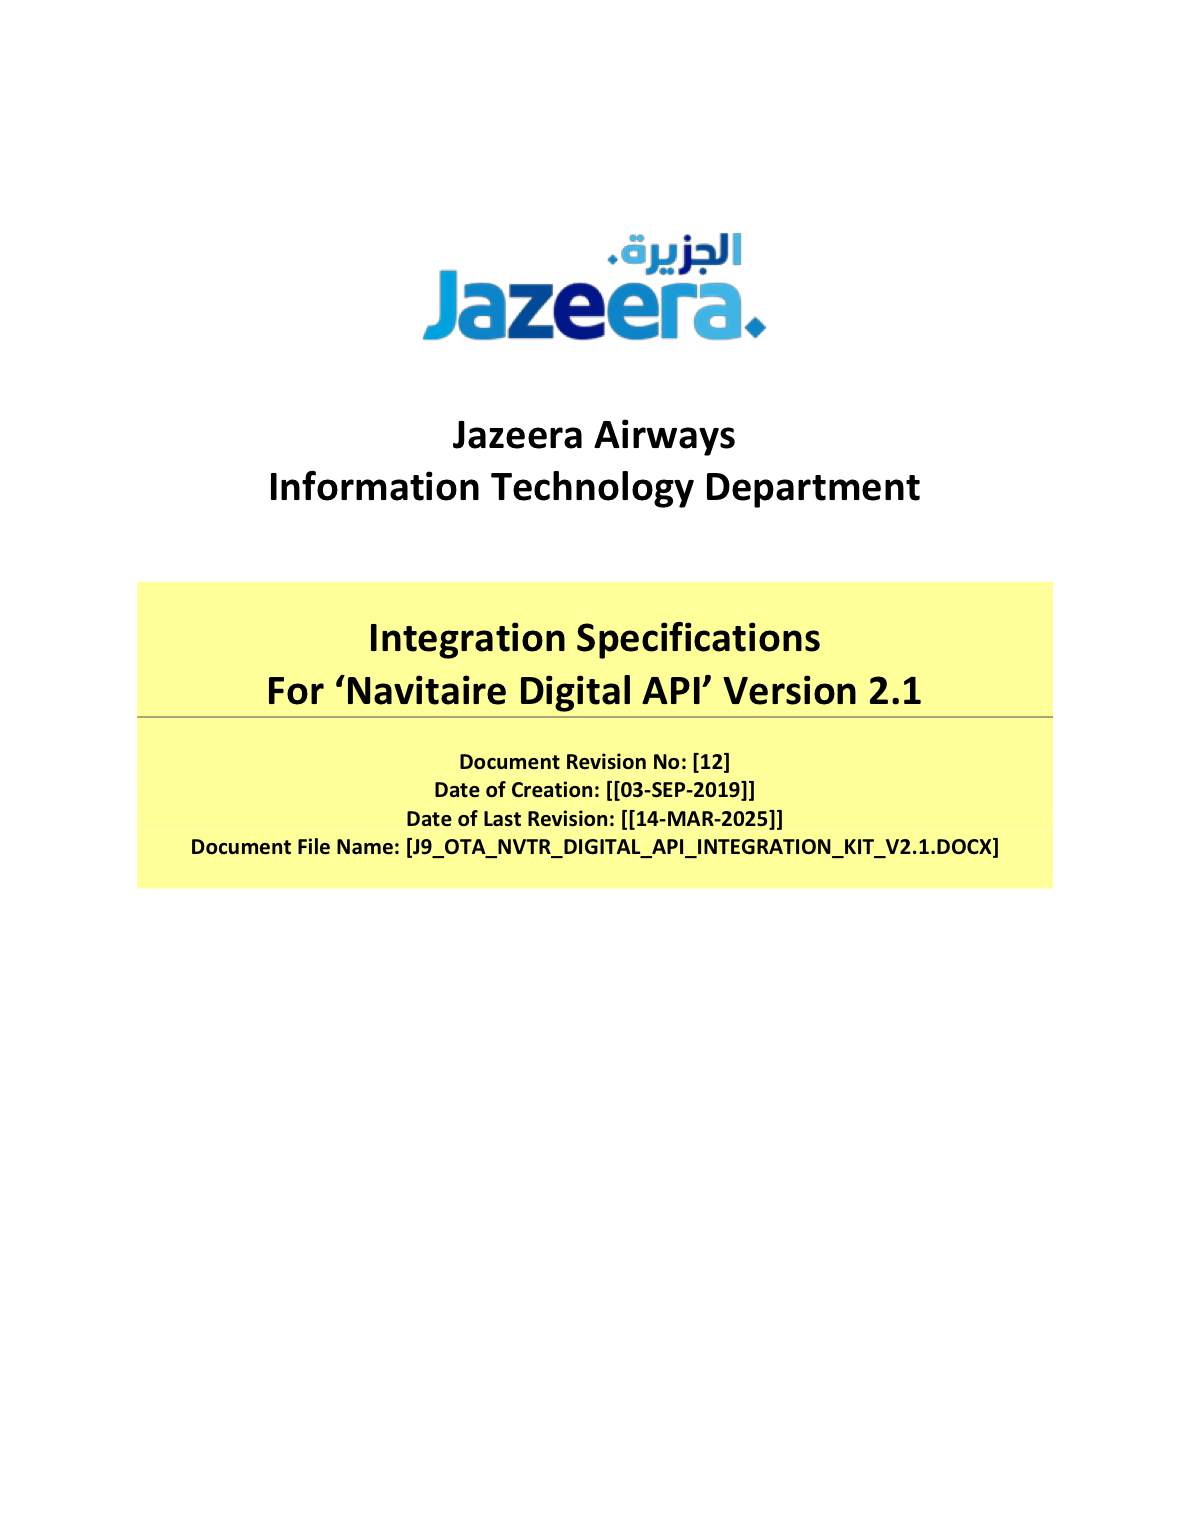 الجزيرة.
Jazeera.
Jazeera Airways
Information Technology Department
Integration Specifications
For ‘Navitaire Digital API’ Version 2.1
Document Revision No: [12]
Date of Creation: [[03-SEP-2019]]
Date of Last Revision: [[14-MAR-2025]]
Document File Name: [J9_OTA_NVTR_DIGITAL_API_INTEGRATION_KIT_V2.1.DOCX]